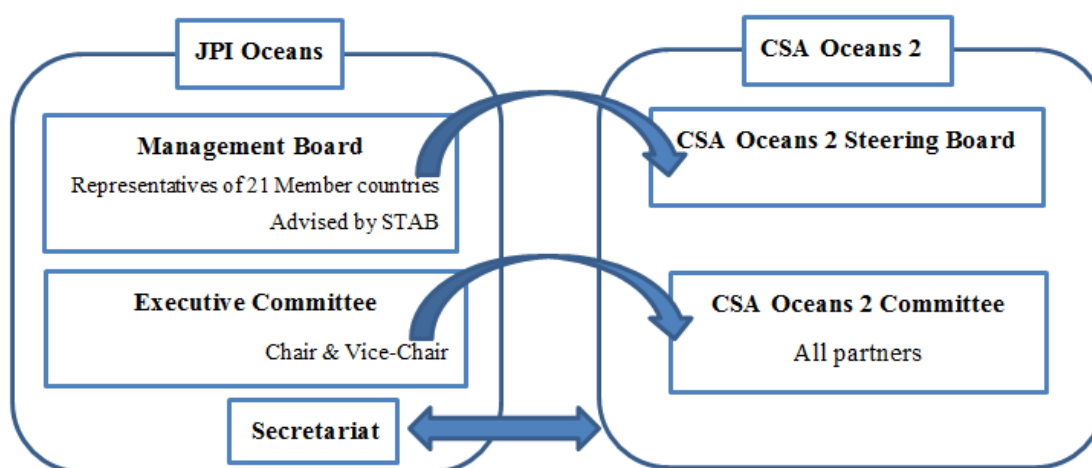 JPI Oceans
Management Board
Representatives of 21 Member countries
Advised by STAB
Executive Committee
Chair & Vice-Chair
Secretariat
CSA Oceans 2
CSA Oceans 2 Steering Board
CSA Oceans 2 Committee
All partners